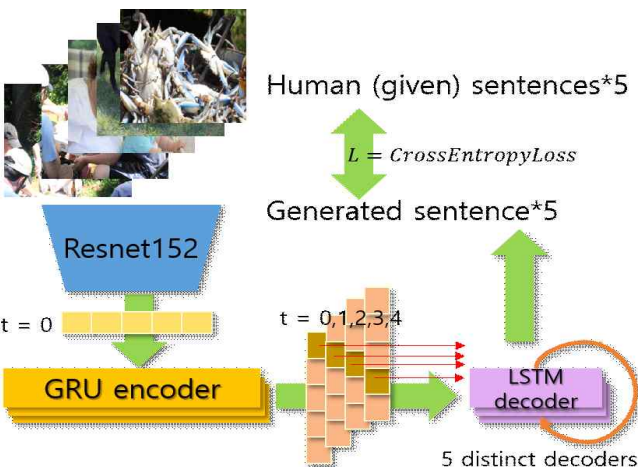 Human (given) sentences*5
L = CrossEntropyLoss
Generated sentence*5
Resnet152
t = 0
t = 0,1,2,3,4
GRU encoder
LSTM
decoder
5 distinct decoders